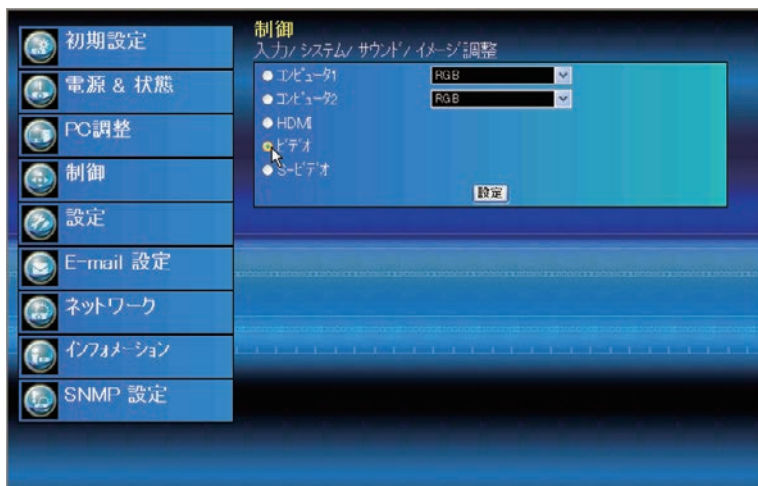 初期設定
電源 & 状態
PC調整
制御
設定
E-mail 設定
ネットワーク
インフォメーション
SNMP 設定
制御
入力/ システム/ サウンド/ イメージ調整
コンピュータ1 RGB
コンピュータ2 RGB
HDMI
ビデオ
S-ビデオ
設定